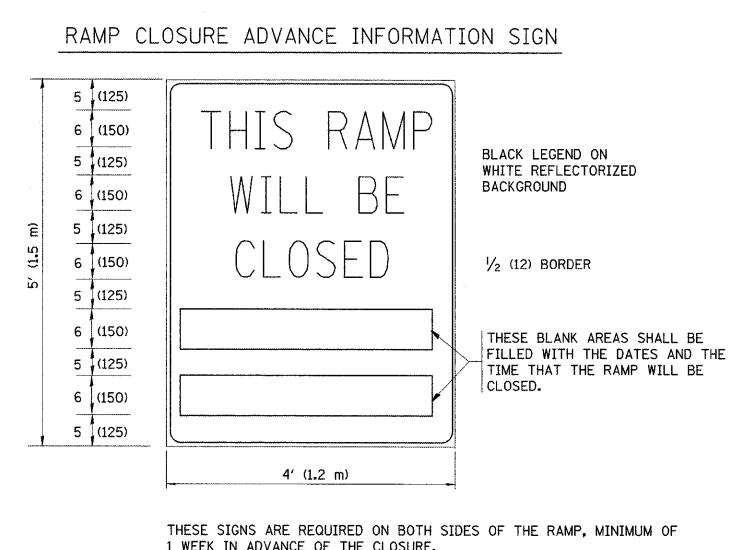 RAMP CLOSURE ADVANCE INFORMATION SIGN
5 (125)
6 (150)
5 (125)
6 (150)
5 (125)
6 (150)
5 (125)
6 (150)
5 (125)
6 (150)
5 (125)
5' (1.5 m)
THIS RAMP
WILL BE
CLOSED
BLACK LEGEND ON
WHITE REFLECTORIZED
BACKGROUND
1/2 (12) BORDER
THESE BLANK AREAS SHALL BE
FILLED WITH THE DATES AND THE
TIME THAT THE RAMP WILL BE
CLOSED.
4' (1.2 m)
THESE SIGNS ARE REQUIRED ON BOTH SIDES OF THE RAMP, MINIMUM OF
1 WEEK IN ADVANCE OF THE CLOSURE.